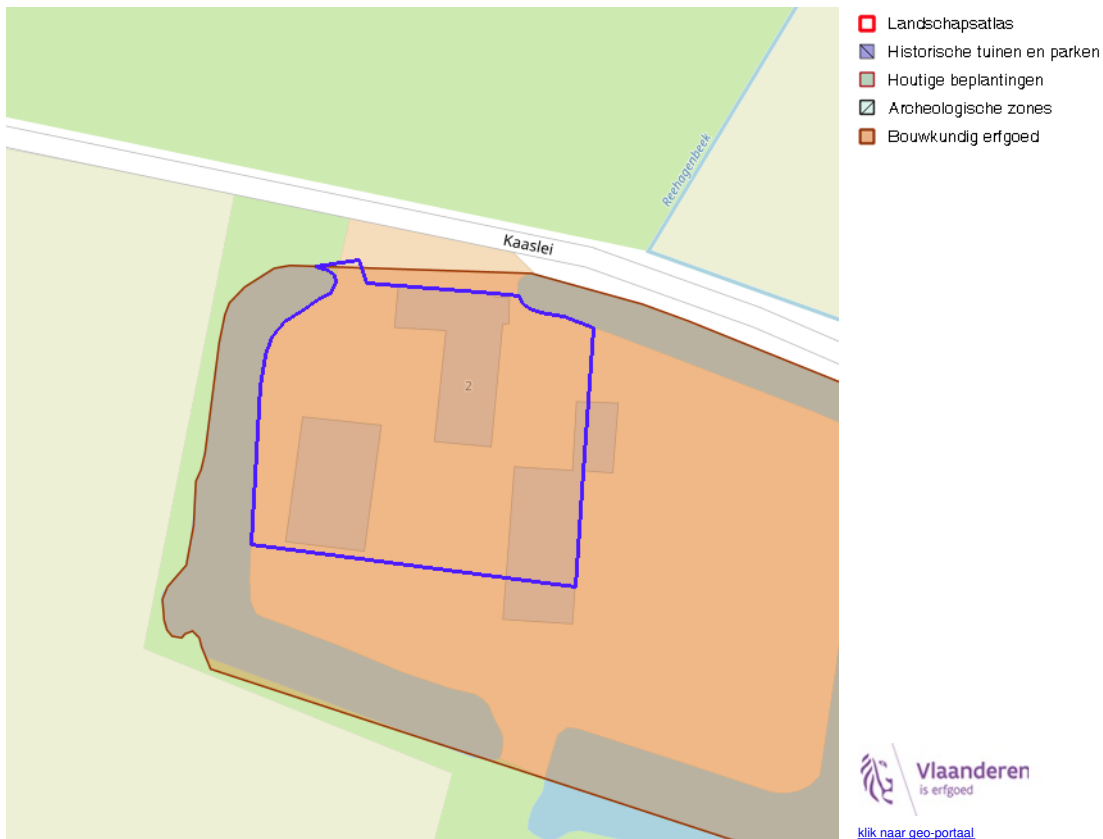 Landschapsatlas
Historische tuinen en parken
Houtige beplantingen
Archeologische zones
Bouwkundig erfgoed
Reehagenbeek
Kaaslei
2
Vlaanderen
is erfgoed
klik naar geo-portaal